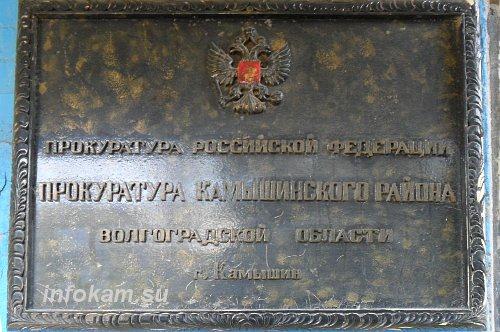 ПРОКУРАТУРА РОССИЙСКОЙ ФЕДЕРАЦИИ
ПРОКУРАТУРА КАМЫШИНСКОГО РАЙОНА
ВОЛГОГРАДСКОЙ ОБЛАСТИ
г. Камышин
infokam.su